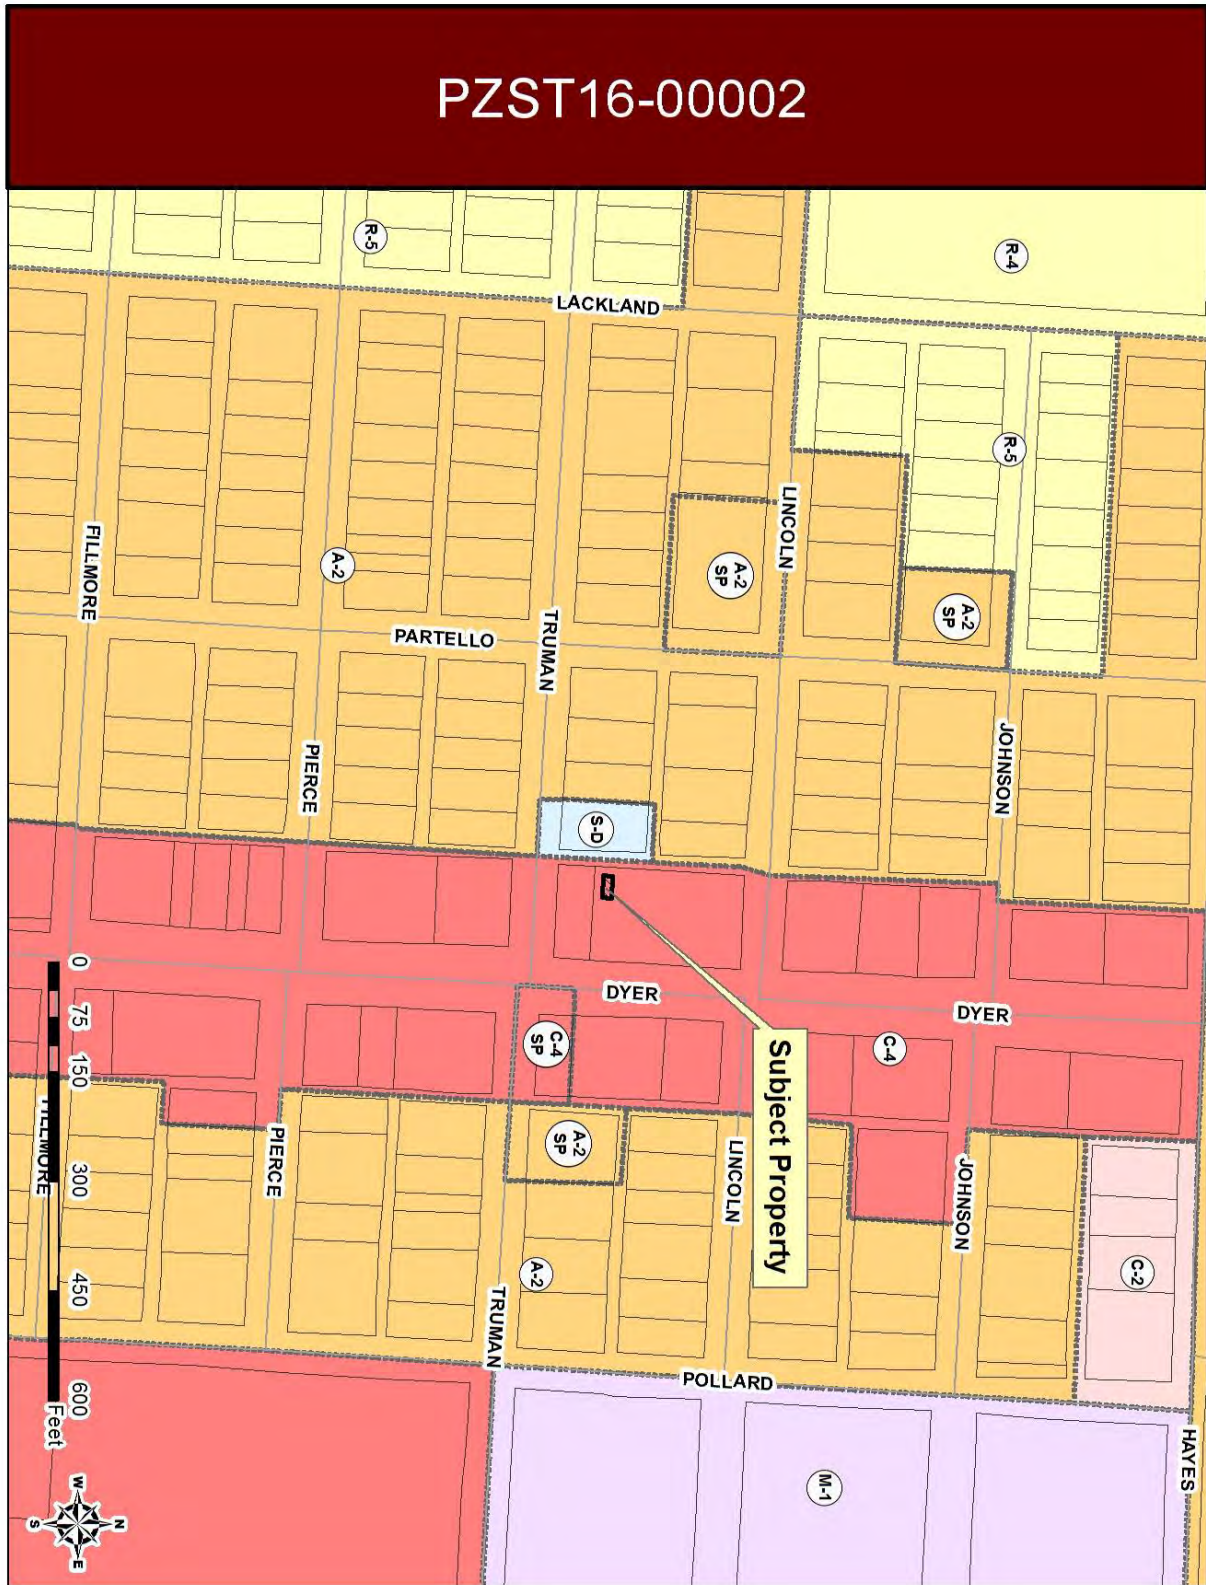 PZST16-00002
R-5
R-4
LACKLAND
R-5
LINCOLN
A-2
SP
A-2
SP
FILLMORE
A-2
PARTELLO
TRUMAN
JOHNSON
PIERCE
S-D
DYER
DYER
C-4
SP
C-4
Subject Property
A-2
SP
PIERCE
LINCOLN
JOHNSON
FILLMORE
A-2
C-2
TRUMAN
POLLARD
HAYES
M-1
0
75
150
300
450
600
Feet
W
N
S
E